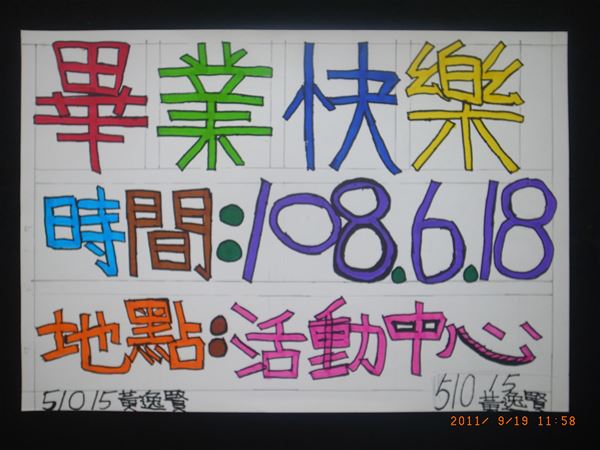 畢業快樂
時間:108.6.18
地點:活動中心
51015黃逸賢
51015黃逸賢
2011/ 9/19 11:58